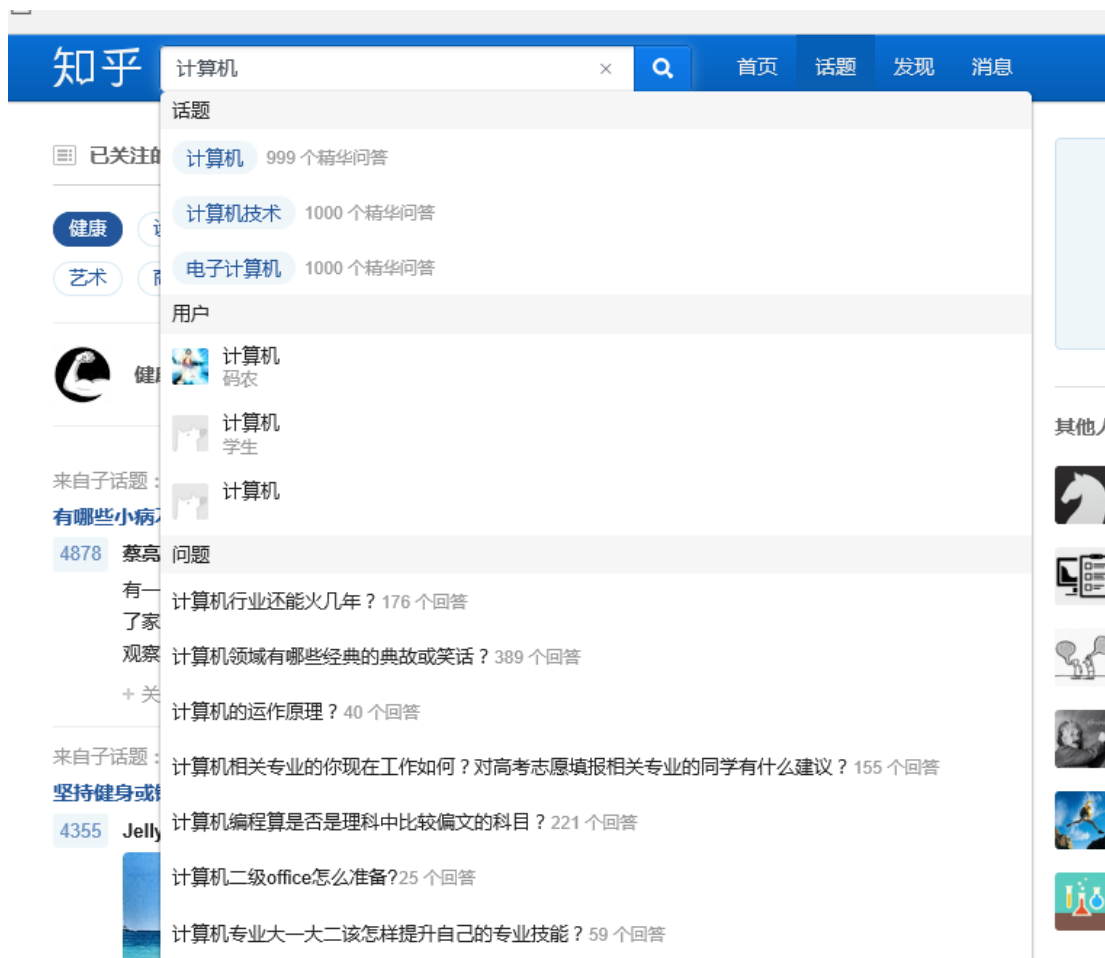 知乎 计算机 × 首页 话题 发现 消息
话题
已关注的
计算机 999 个精华问答
健康
计算机技术 1000 个精华问答
艺术
电子计算机 1000 个精华问答
用户
计算机
码农
计算机
学生
计算机
其他人
来自子话题：
有哪些小病
4878 蔡亮
有一
了家
观察
+ 关
问题
计算机行业还能火几年？176 个回答
计算机领域有哪些经典的典故或笑话？389 个回答
计算机的运作原理？40 个回答
计算机相关专业的你现在工作如何？对高考志愿填报相关专业的同学有什么建议？155 个回答
计算机编程算是否是理科中比较偏文的科目？221 个回答
计算机二级office怎么准备?25 个回答
计算机专业大一大二该怎样提升自己的专业技能？59 个回答
来自子话题：
坚持健身或
4355 Jelly